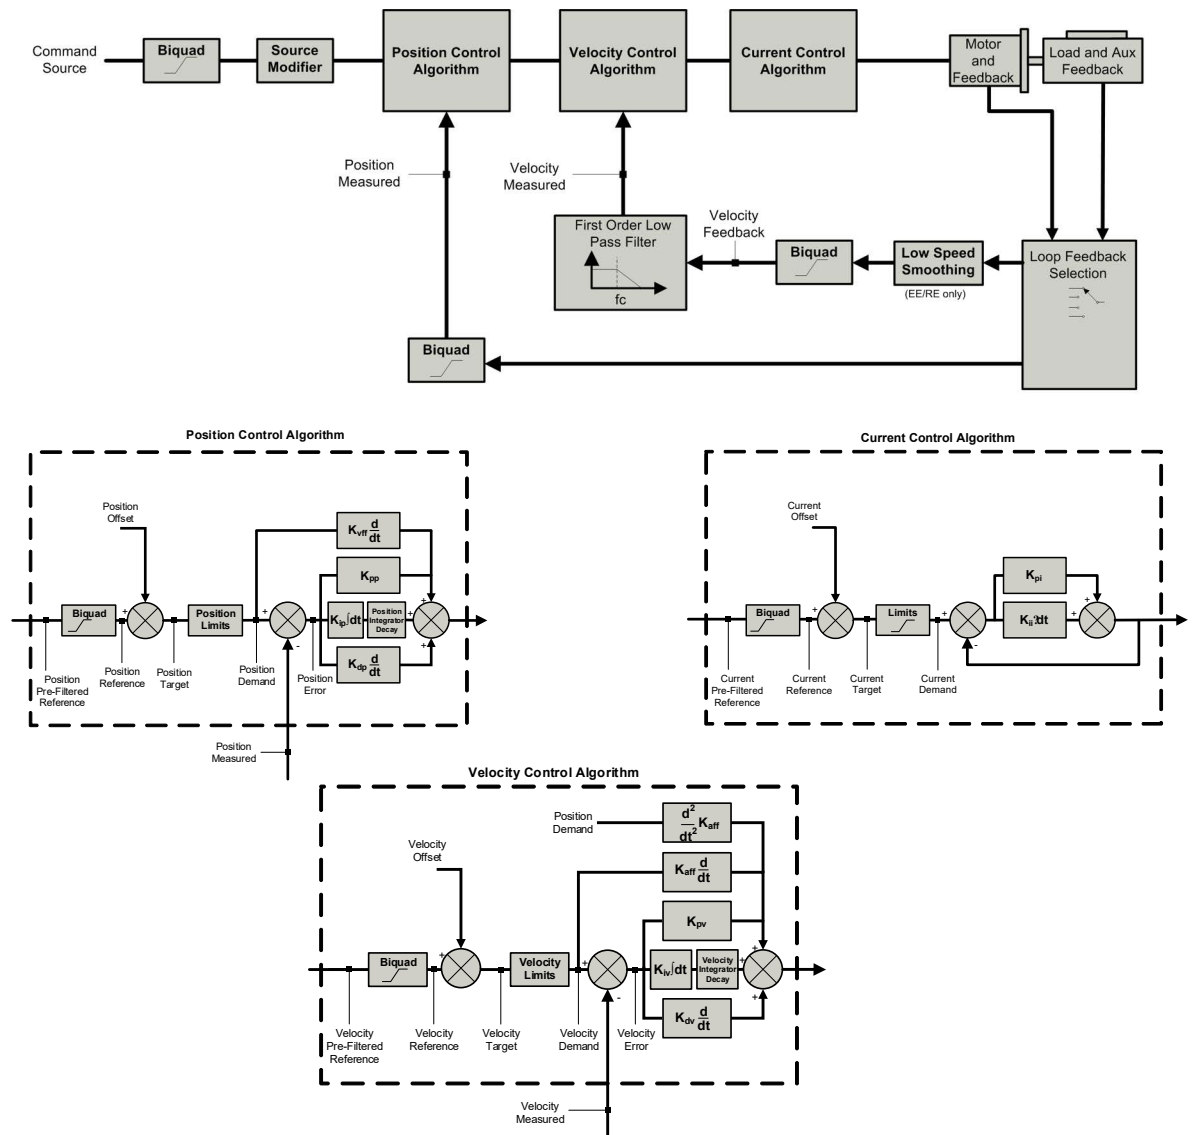 Command
Source
Biquad
Source
Modifier
Position Control
Algorithm
Velocity Control
Algorithm
Current Control
Algorithm
Motor
and
Feedback
Load and Aux
Feedback
Position
Measured
Velocity
Measured
First Order Low
Pass Filter
fc
Velocity
Feedback
Biquad
Low Speed
Smoothing
(EE/RE only)
Loop Feedback
Selection
Biquad
Position Control Algorithm
Position
Offset
Kvff d
dt
Kpp
Biquad
+
Position
Limits
+
-
Kip∫dt
Position
Integrator
Decay
+
+
+
Kdp d
dt
Position
Pre-Filtered
Reference
Position
Reference
Position
Target
Position
Demand
Position
Error
Position
Measured
Current Control Algorithm
Current
Offset
Kpi
Biquad
+
Limits
+
-
Kii?dt
+
+
Current
Pre-Filtered
Reference
Current
Reference
Current
Target
Current
Demand
Velocity Control Algorithm
Position
Demand
d2
dt2 Kaff
Velocity
Offset
Kaff d
dt
Kpv
Biquad
+
Velocity
Limits
+
-
Kiv∫dt
Velocity
Integrator
Decay
+
+
+
Kdv d
dt
Velocity
Pre-Filtered
Reference
Velocity
Reference
Velocity
Target
Velocity
Demand
Velocity
Error
Velocity
Measured